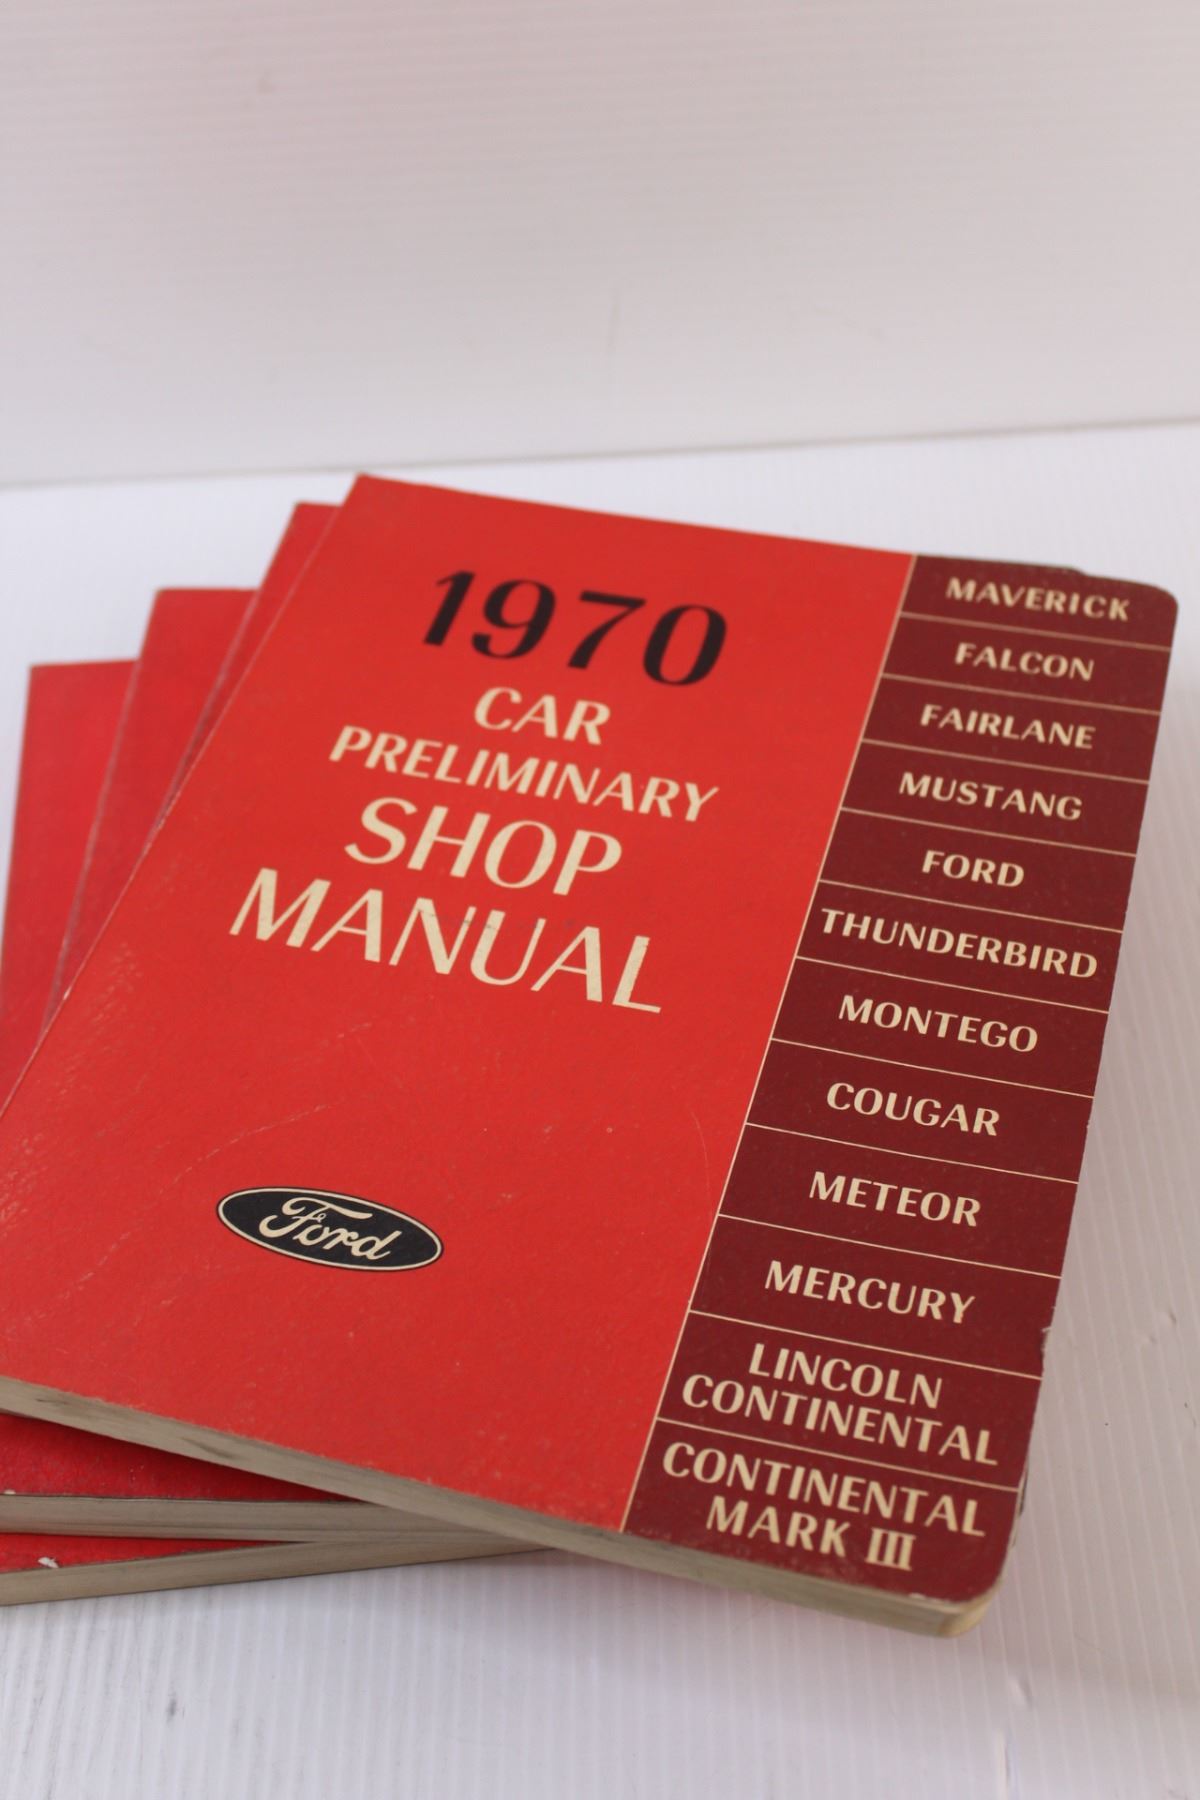 1970
CAR
PRELIMINARY
SHOP
MANUAL
Ford
MAVERICK
FALCON
FAIRLANE
MUSTANG
FORD
THUNDERBIRD
MONTEGO
COUGAR
METEOR
MERCURY
LINCOLN
CONTINENTAL
CONTINENTAL
MARK III